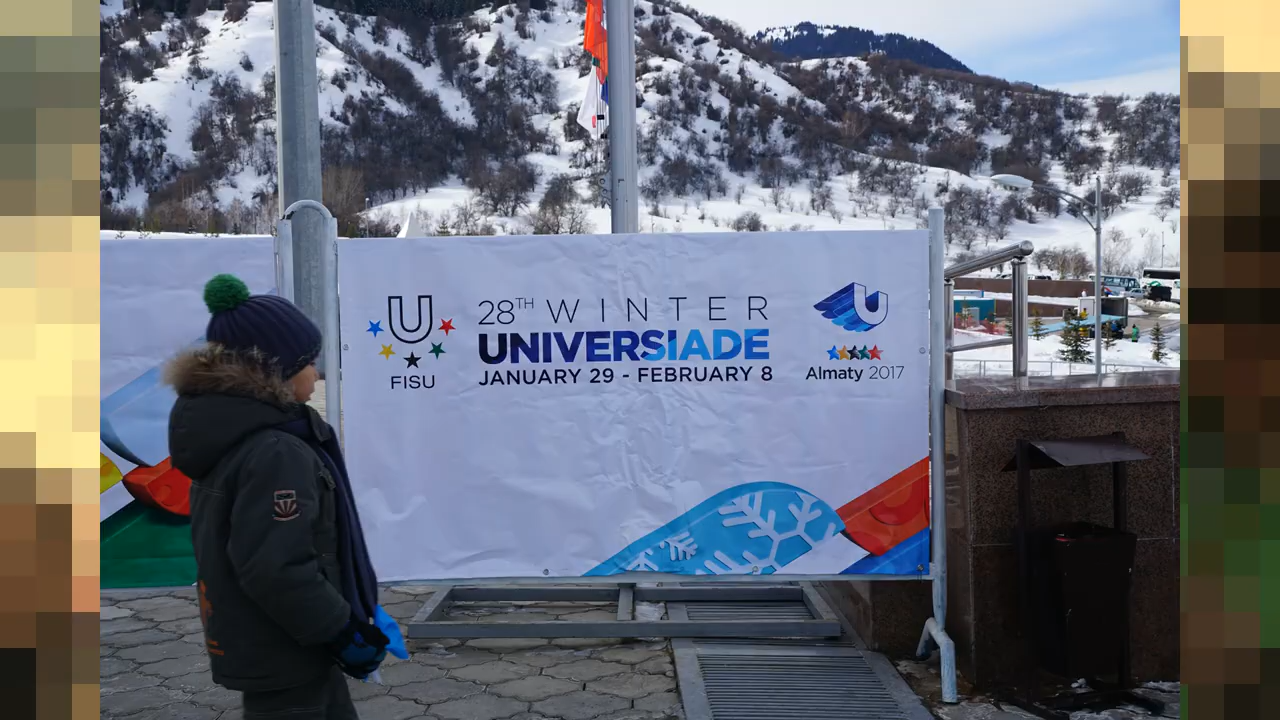 U
FISU
28TH WINTER
UNIVERSIADE
JANUARY 29 - FEBRUARY 8
U
Almaty 2017